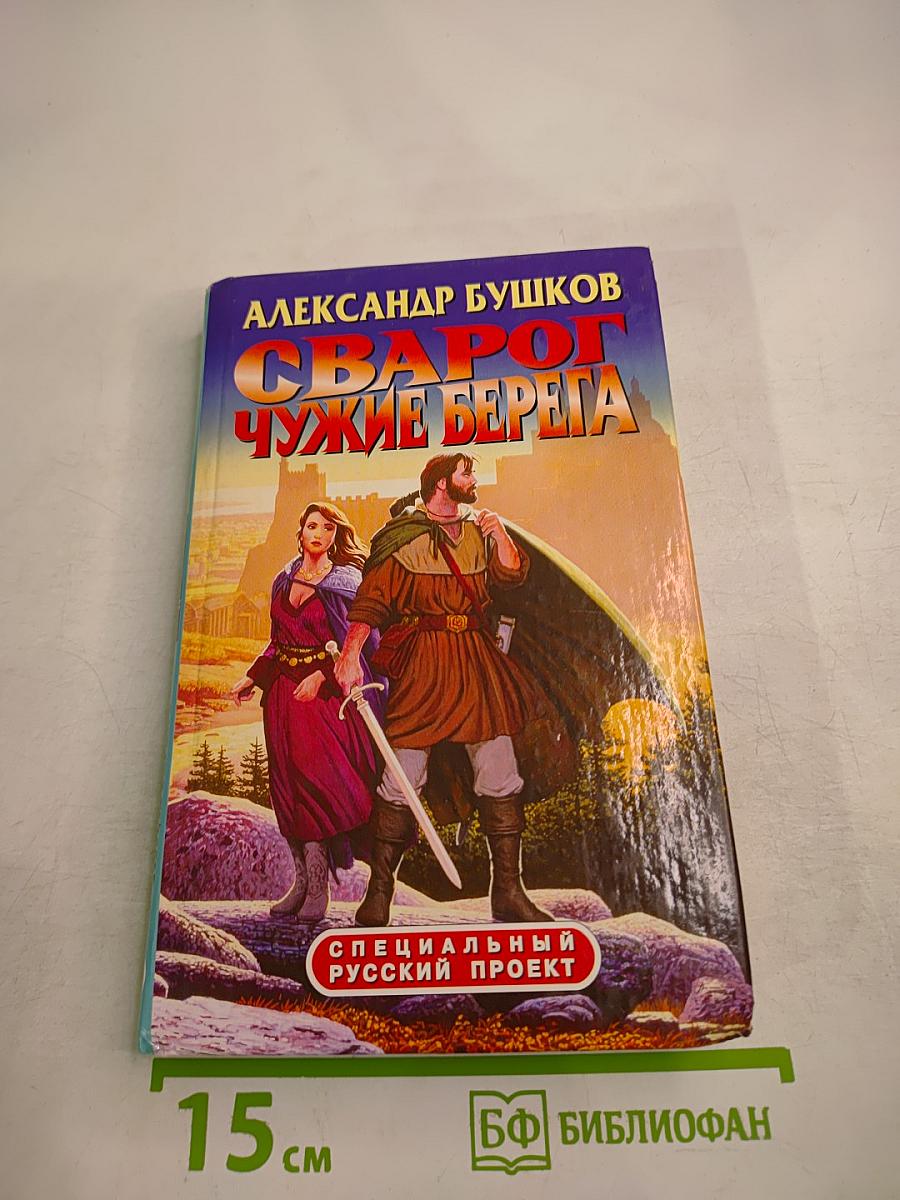 АЛЕКСАНДР БУШКОВ
СВАРОГ
ЧУЖИЕ БЕРЕГА
СПЕЦИАЛЬНЫЙ
РУССКИЙ ПРОЕКТ
15 см
БФ БИБЛИОФАН